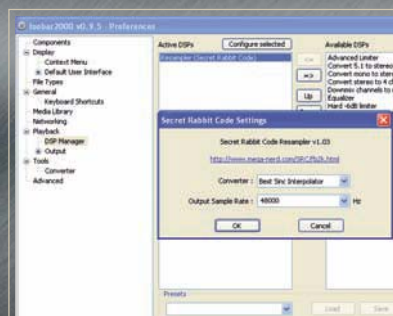 foobar2000 v0.9.5 - Preferences
Components
Display
Context Menu
Default User Interface
File Types
General
Keyboard Shortcuts
Media Library
Networking
Playback
DSP Manager
Output
Tools
Converter
Advanced
Active DSPs
Configure selected
Resampler (Secret Rabbit Code)
<=
=>
Up
Available DSPs
Advanced Limiter
Convert 5.1 to stereo
Convert mono to stereo
Convert stereo to 4 ch
Downmix channels to
Equalizer
Hard -6dB limiter
Secret Rabbit Code Settings
Secret Rabbit Code Resampler v1.03
http://www.mega-nerd.com/SRC/fb2k.html
Converter : Best Sinc Interpolator
Output Sample Rate : 48000 Hz
OK
Cancel
Presets
Load
Save